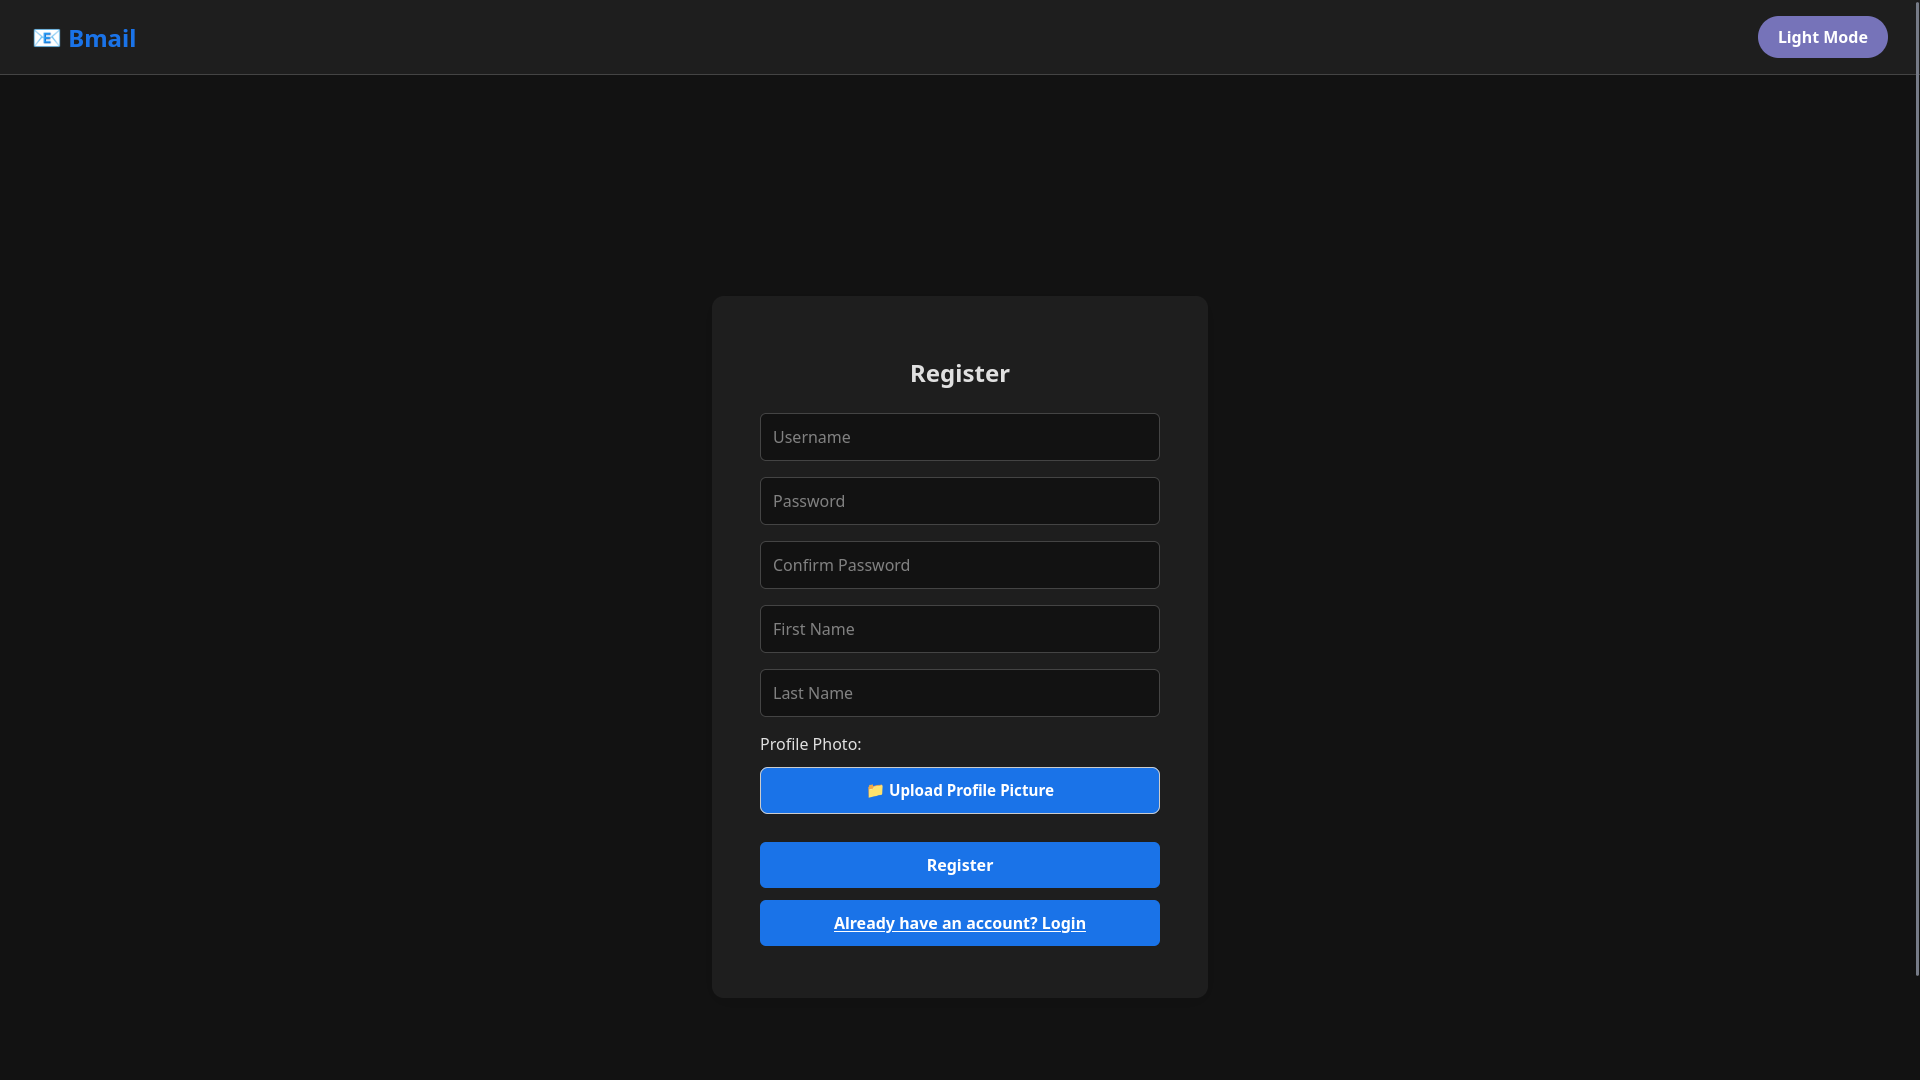 📧 Bmail
Light Mode
Register
Username
Password
Confirm Password
First Name
Last Name
Profile Photo:
📁 Upload Profile Picture
Register
Already have an account? Login